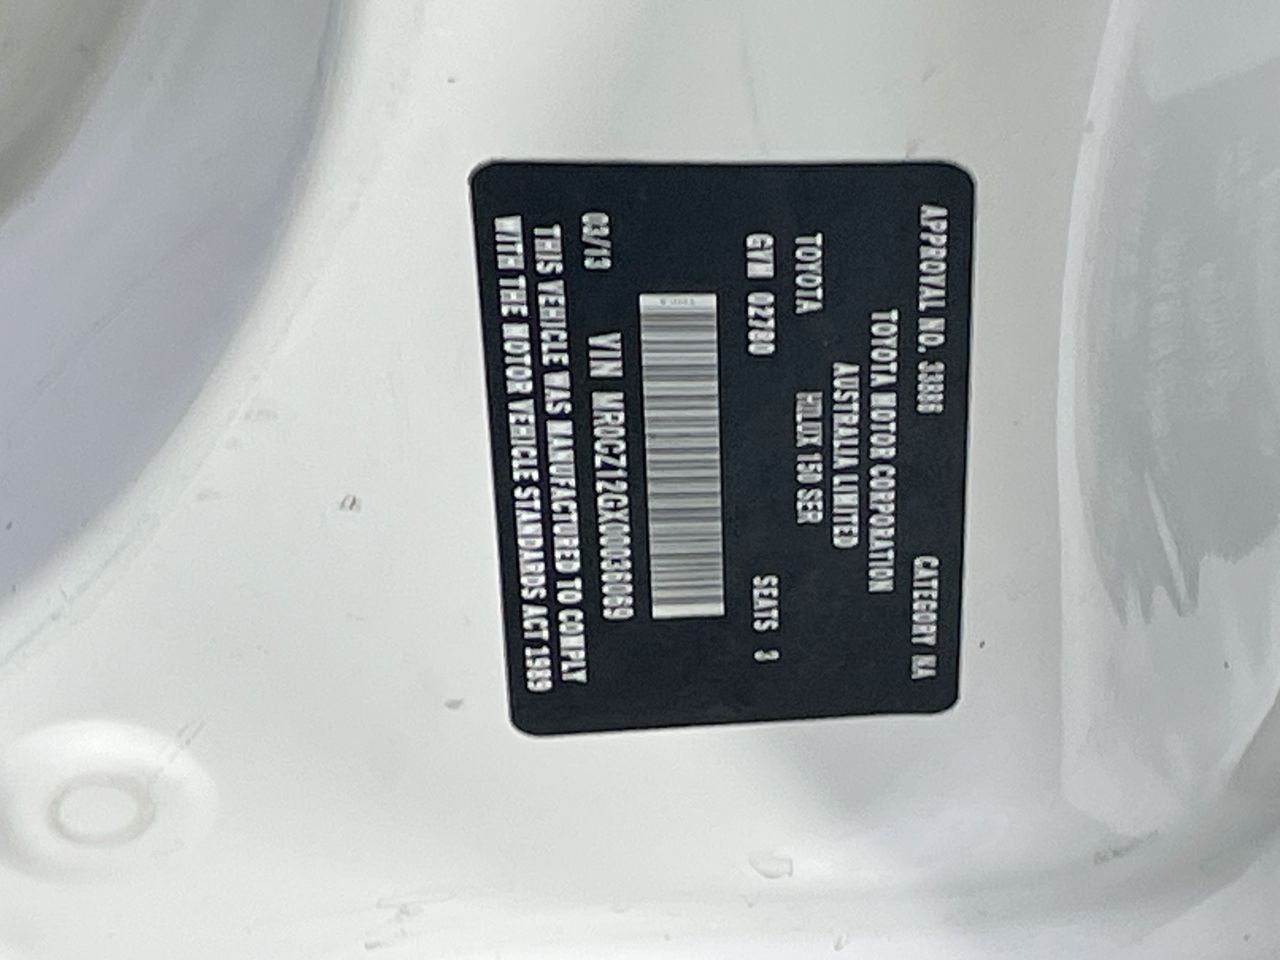 APPROVAL NO. 33886 CATEGORY NA
TOYOTA MOTOR CORPORATION
AUSTRALIA LIMITED
TOYOTA HILUX 150 SER
GVM 02780 SEATS 3
03/13 VIN MR0CZ12GX00036069
THIS VEHICLE WAS MANUFACTURED TO COMPLY
WITH THE MOTOR VEHICLE STANDARDS ACT 1989